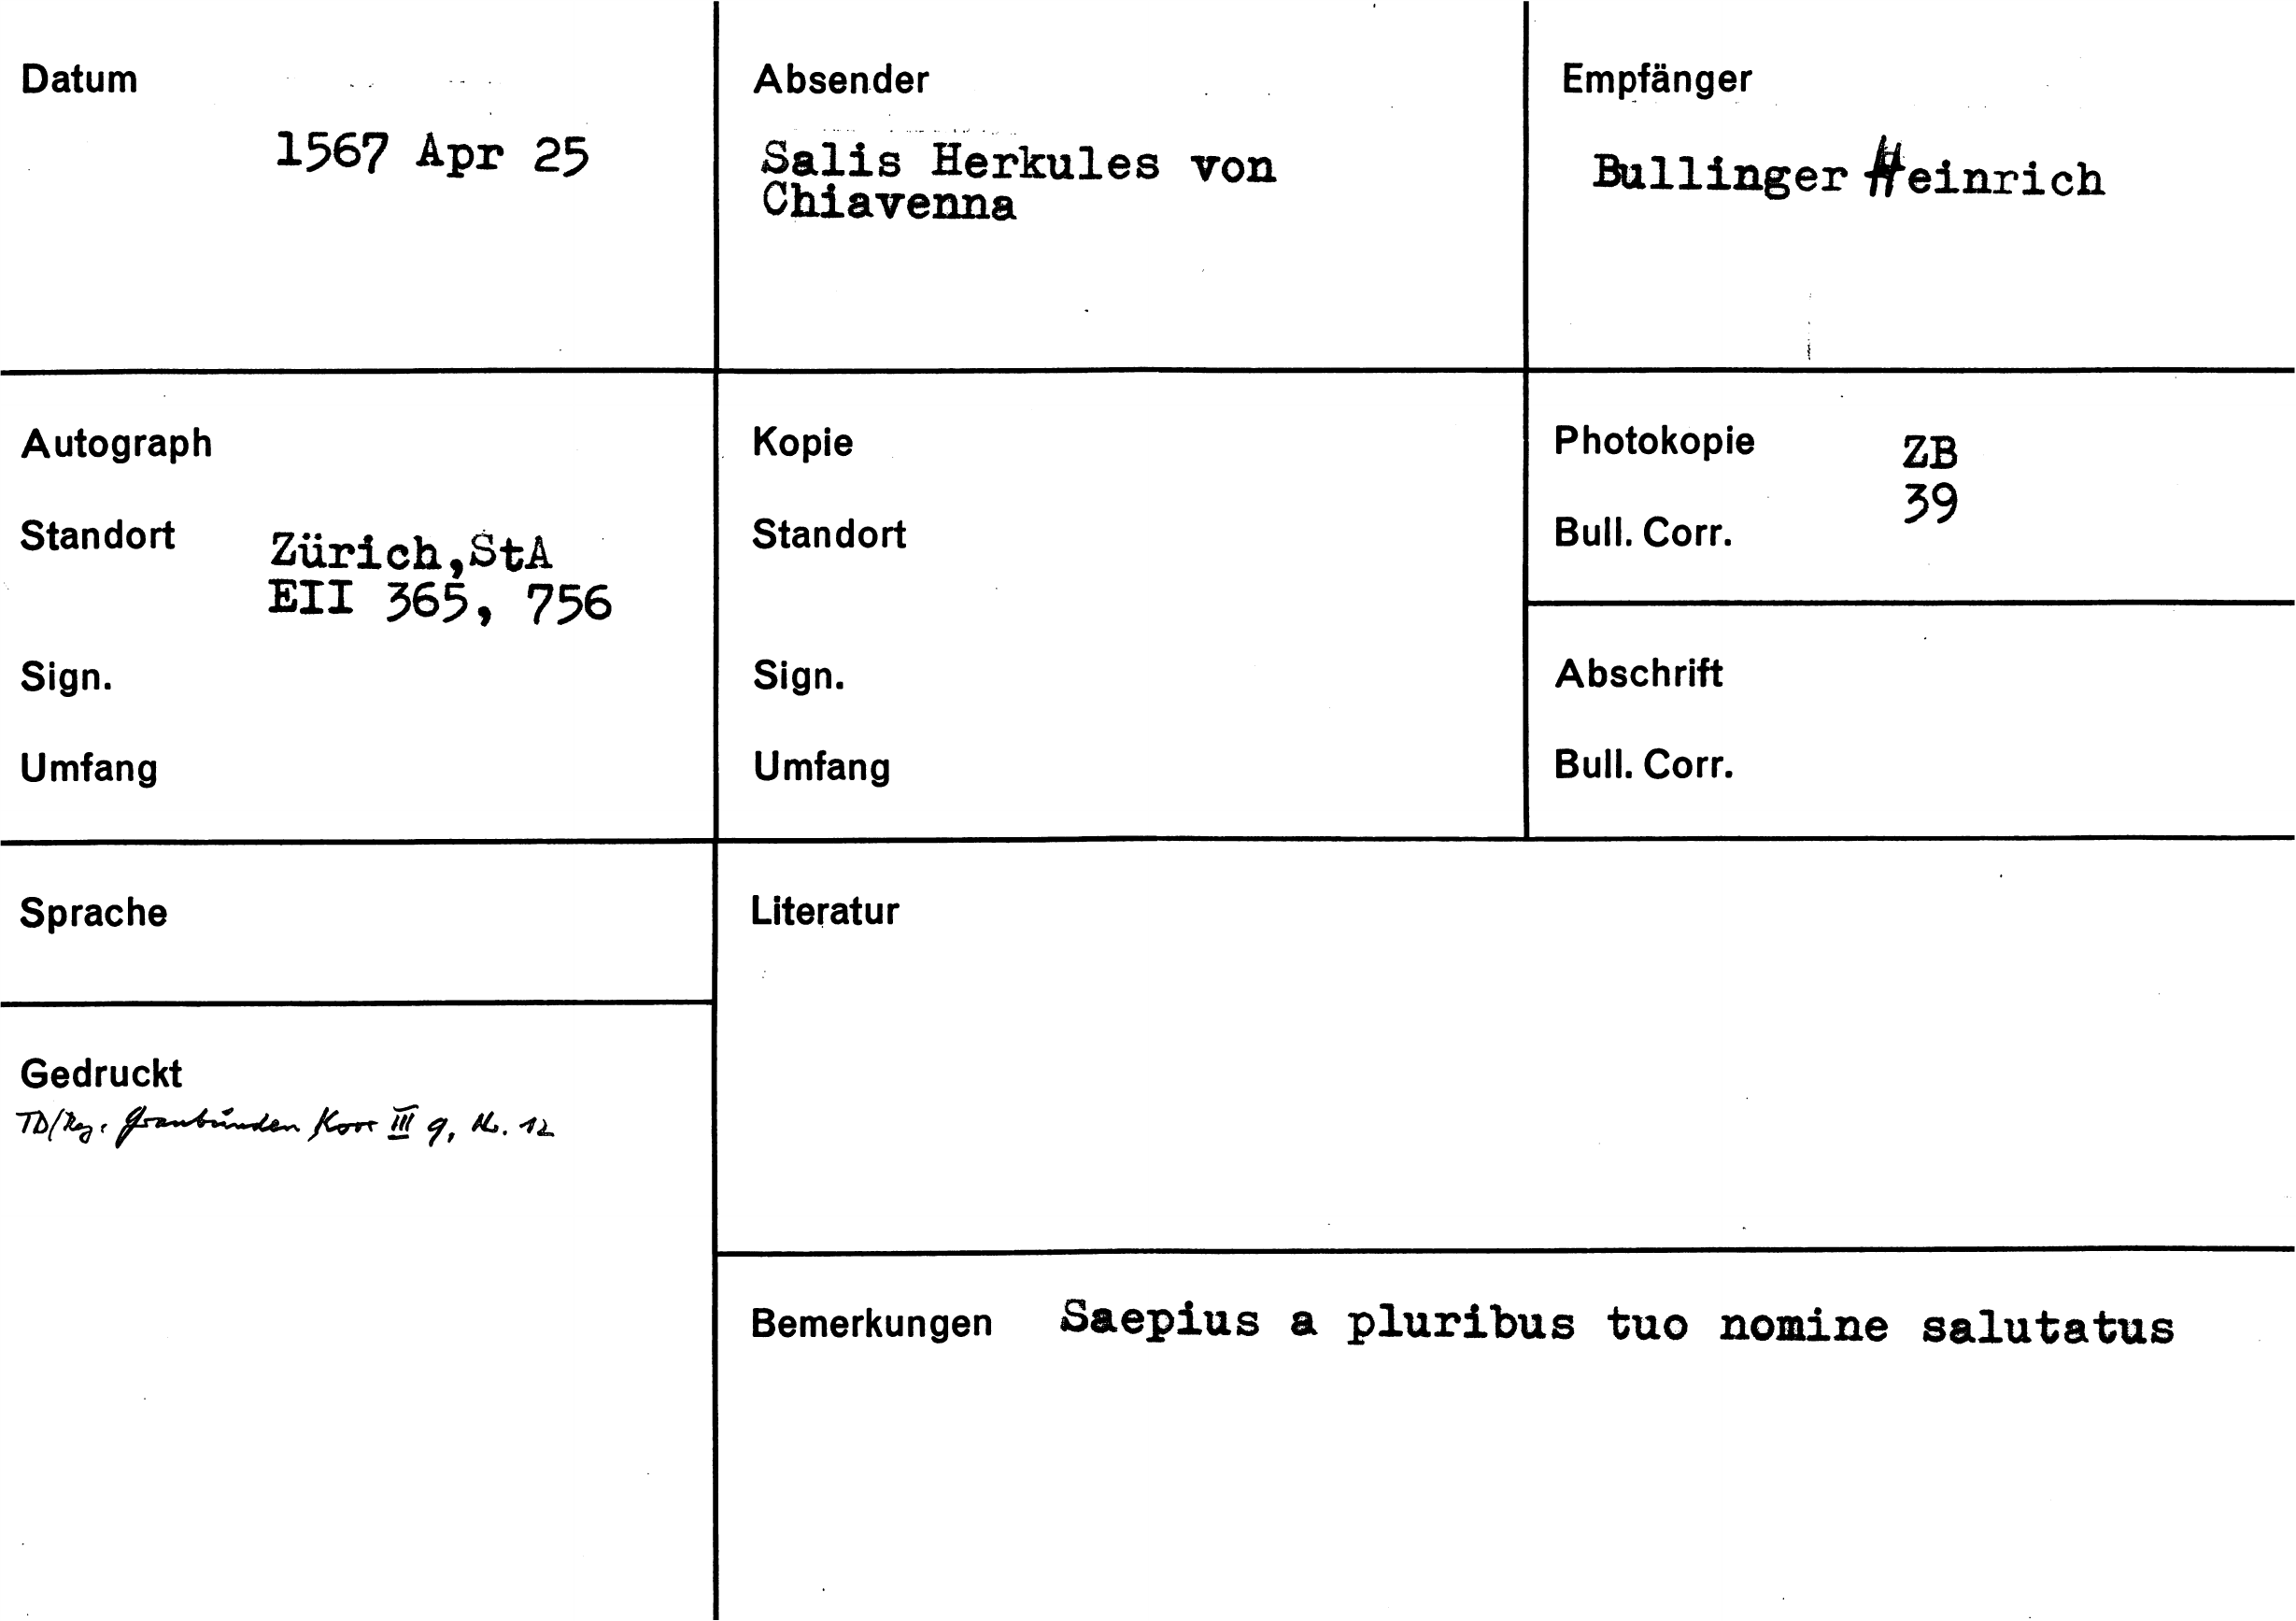 Datum
1567 Apr 25
Absender
Salis Herkules von
Chiavenna
Empfänger
Bullinger Heinrich
Autograph
Standort
Zürich,StA
EII 365, 756
Sign.
Umfang
Kopie
Standort
Sign.
Umfang
Photokopie ZB
39
Bull. Corr.
Abschrift
Bull. Corr.
Sprache
Literatur
Gedruckt
TD/Reg. Graubünden Korr III 9, Nr. 12
Bemerkungen Saepius a pluribus tuo nomine salutatus